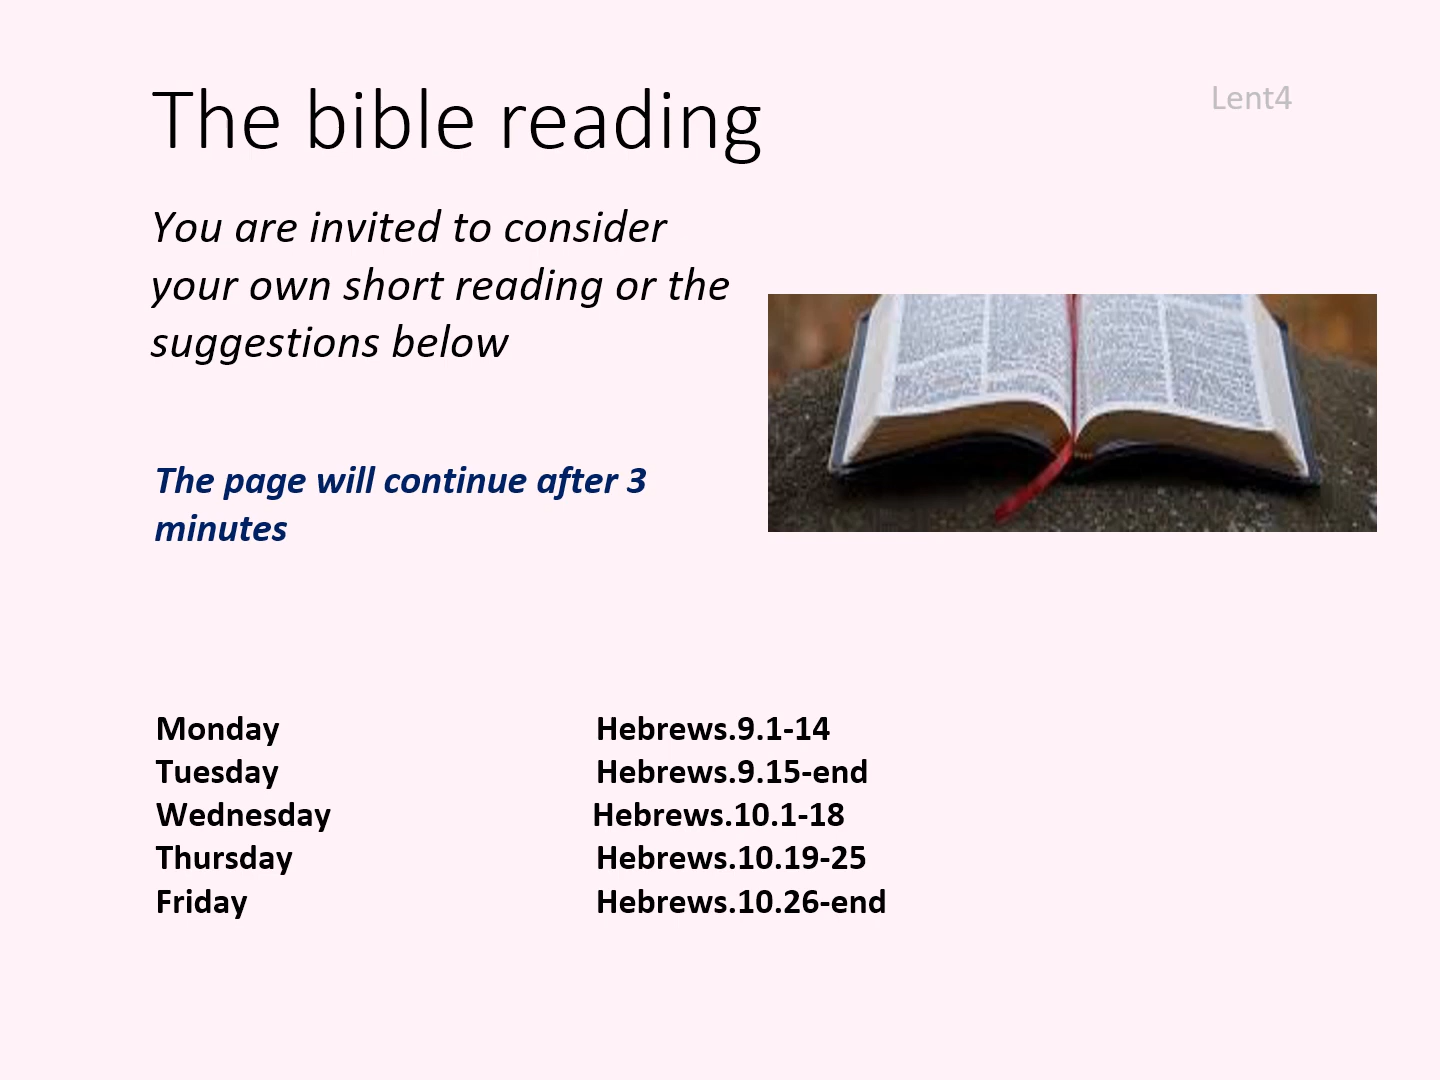 The bible reading
Lent4
You are invited to consider
your own short reading or the
suggestions below
The page will continue after 3
minutes
Monday Hebrews.9.1-14
Tuesday Hebrews.9.15-end
Wednesday Hebrews.10.1-18
Thursday Hebrews.10.19-25
Friday Hebrews.10.26-end